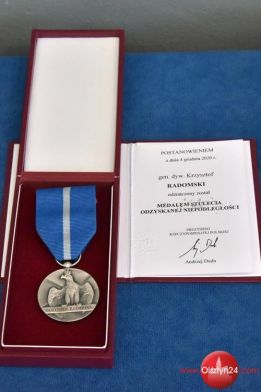 POSTANOWIENIEM
z dnia 4 grudnia 2020 r.
gen. dyw. Krzysztof
RADOMSKI
odznaczony został
MEDALEM STULECIA
ODZYSKANEJ NIEPODLEGŁOŚCI
PREZYDENT
RZECZYPOSPOLITEJ POLSKIEJ
Andrzej Duda
www.Olsztyn24.com